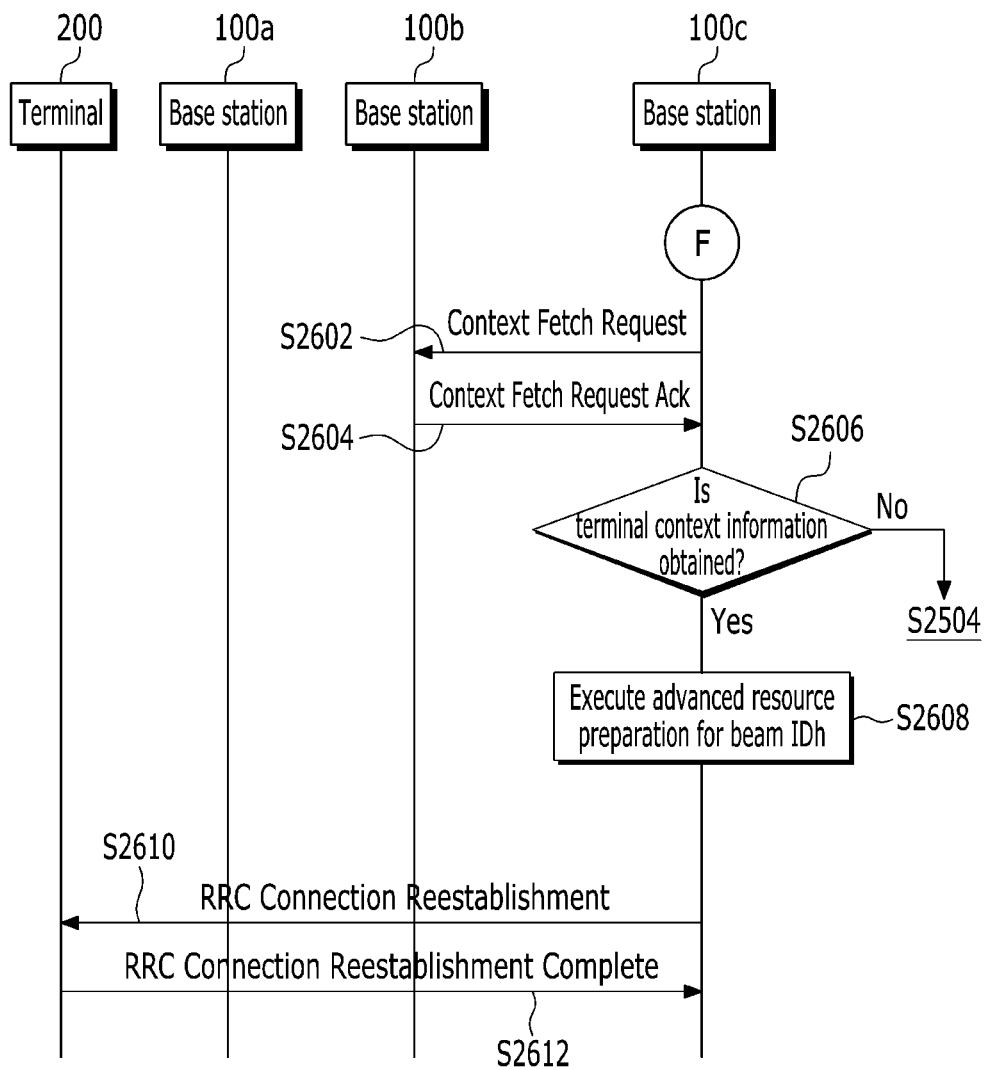 200
100a
100b
100c
Terminal
Base station
Base station
Base station
F
Context Fetch Request
S2602
Context Fetch Request Ack
S2604
S2606
Is
terminal context information
obtained?
No
S2504
Yes
Execute advanced resource
preparation for beam IDh
S2608
S2610
RRC Connection Reestablishment
RRC Connection Reestablishment Complete
S2612